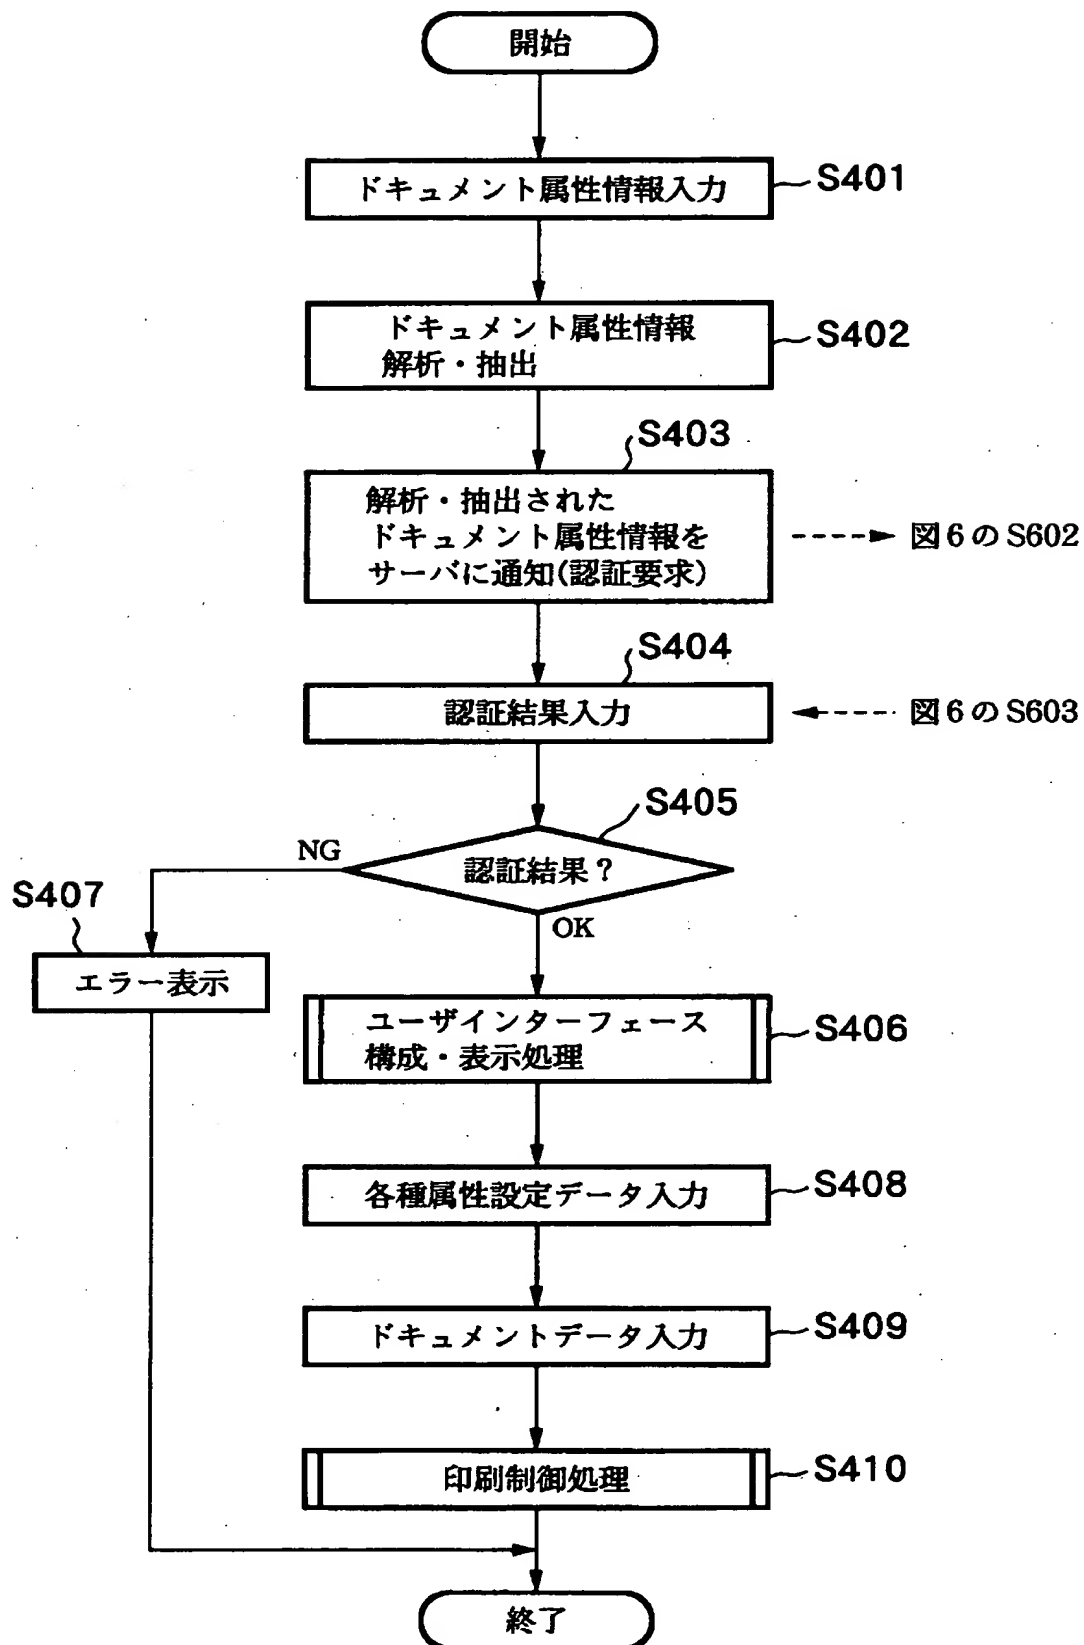 開始
ドキュメント属性情報入力
S401
ドキュメント属性情報
解析・抽出
S402
S403
解析・抽出された
ドキュメント属性情報を
サーバに通知(認証要求)
図6のS602
S404
認証結果入力
図6のS603
S405
NG
認証結果?
OK
S407
エラー表示
ユーザインターフェース
構成・表示処理
S406
各種属性設定データ入力
S408
ドキュメントデータ入力
S409
印刷制御処理
S410
終了